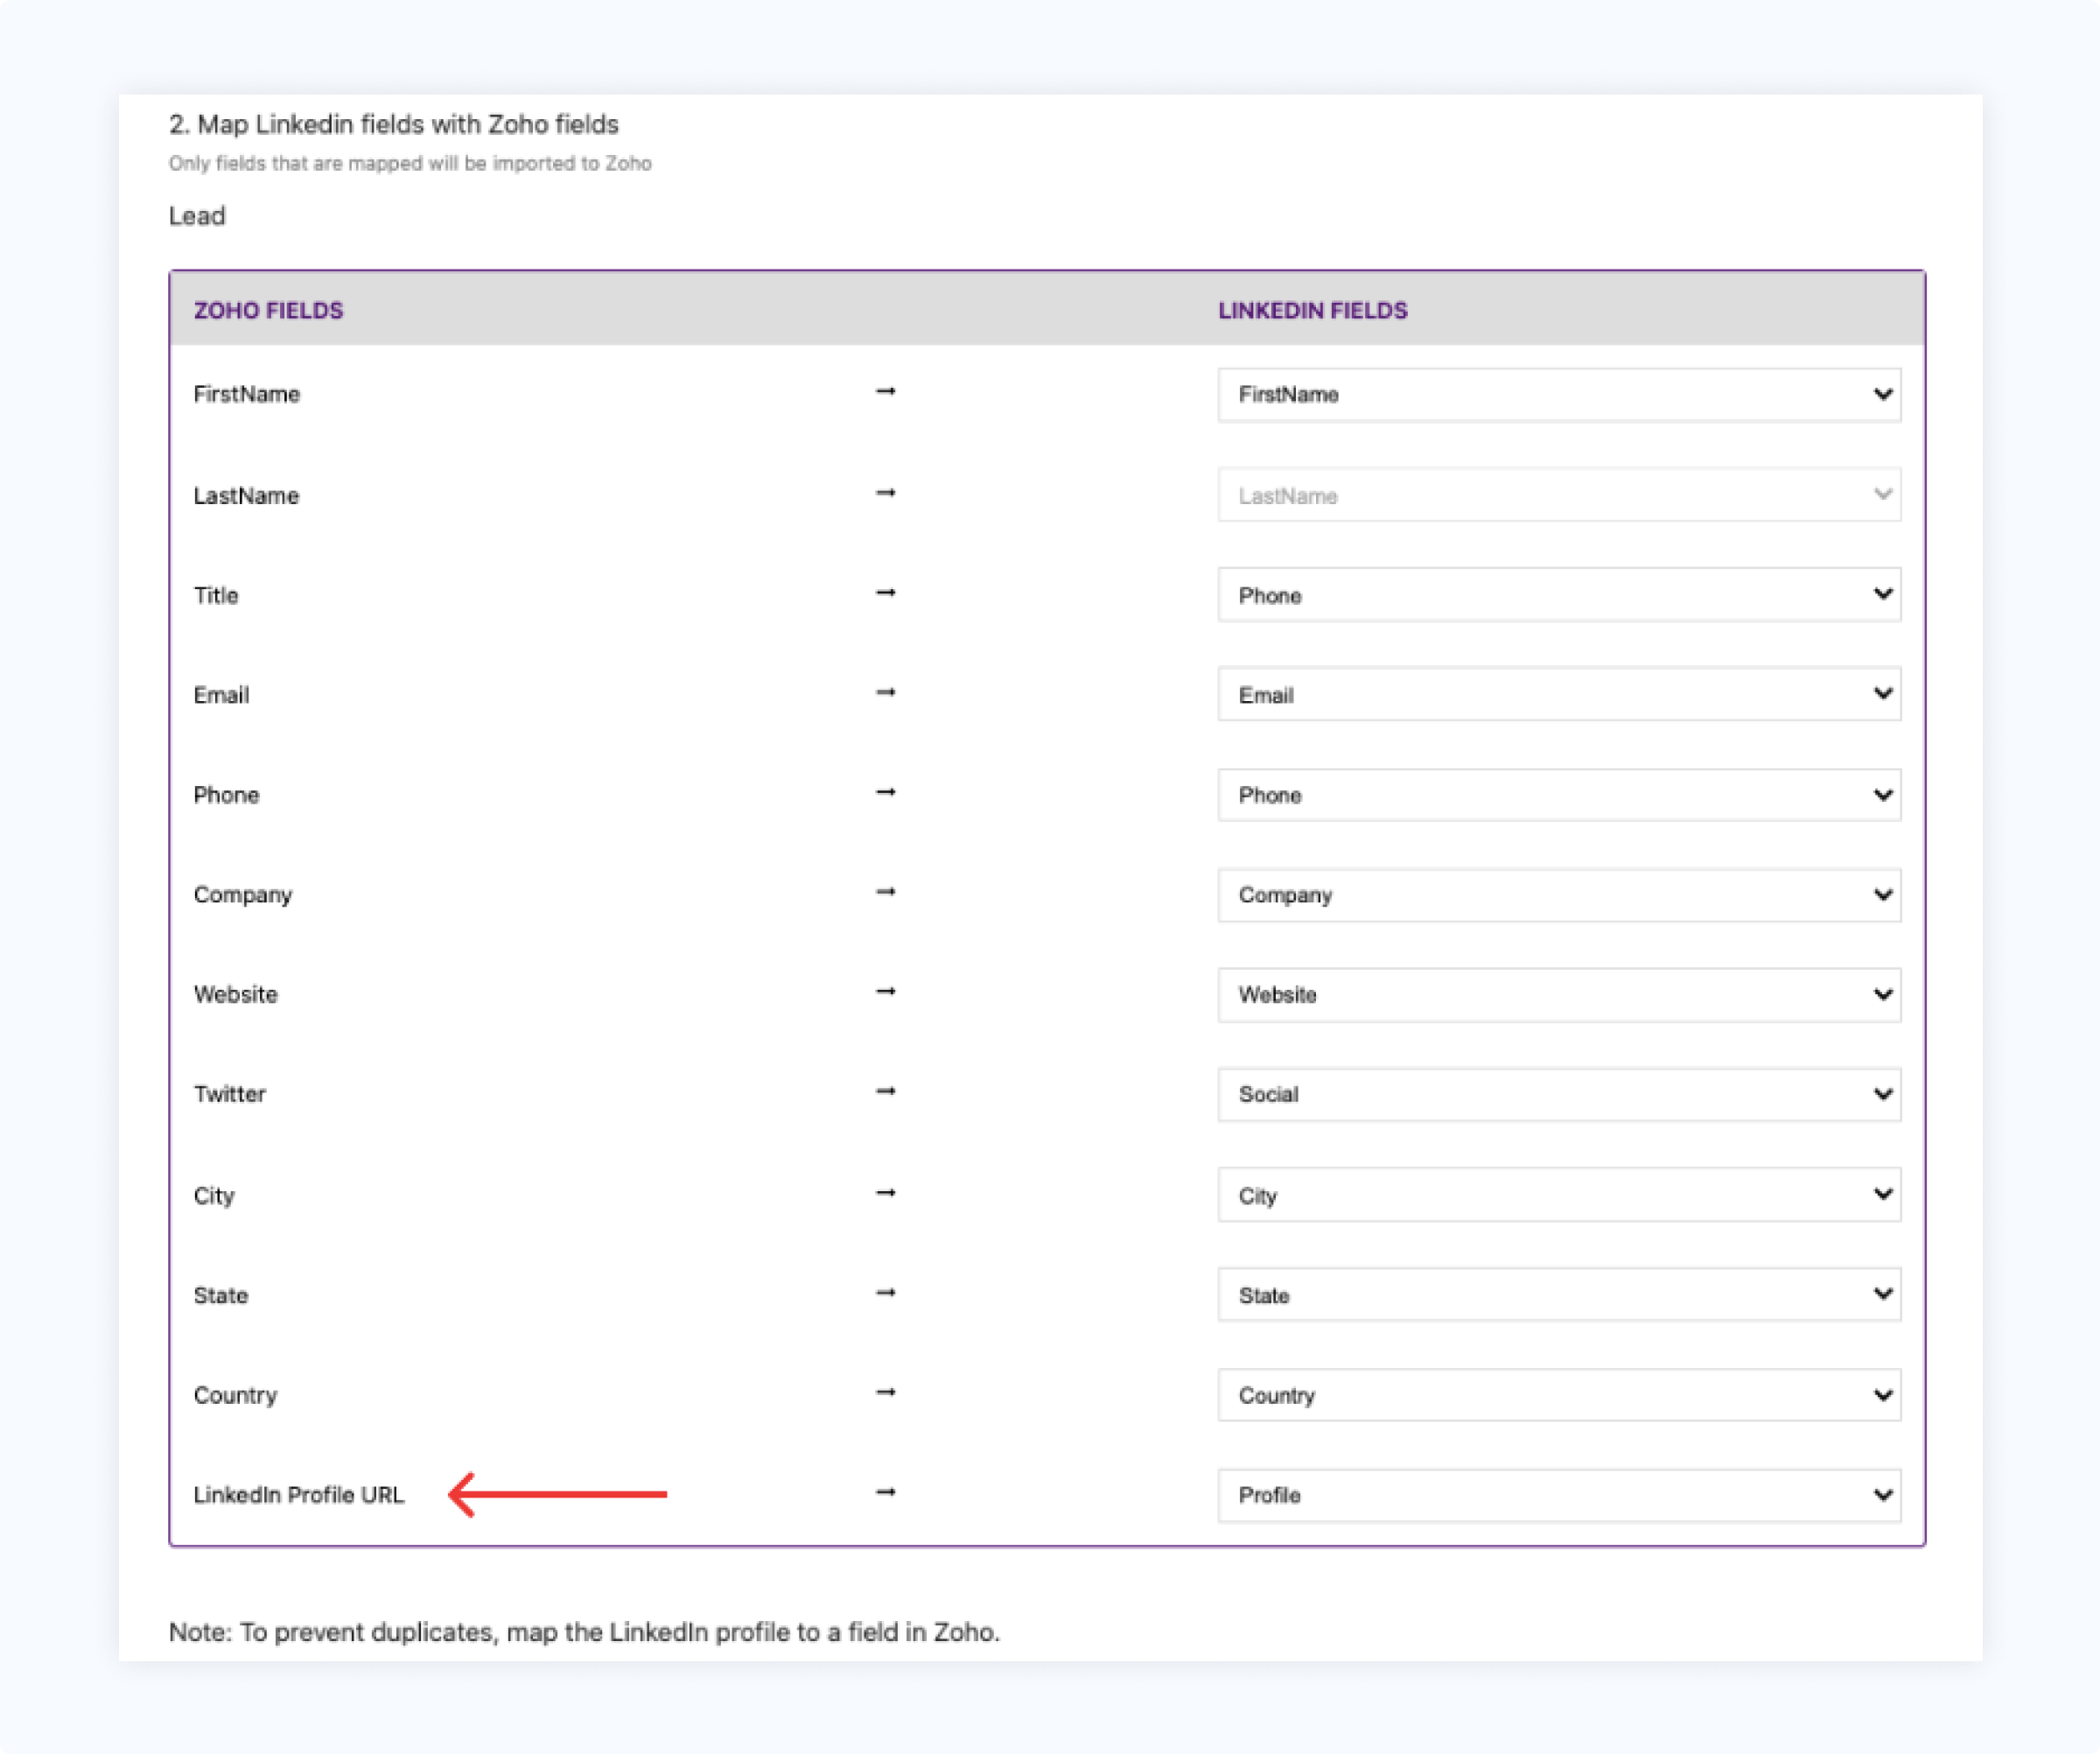 2. Map Linkedin fields with Zoho fields
Only fields that are mapped will be imported to Zoho
Lead
ZOHO FIELDS LINKEDIN FIELDS
FirstName → FirstName
LastName → LastName
Title → Phone
Email → Email
Phone → Phone
Company → Company
Website → Website
Twitter → Social
City → City
State → State
Country → Country
LinkedIn Profile URL → Profile
Note: To prevent duplicates, map the LinkedIn profile to a field in Zoho.